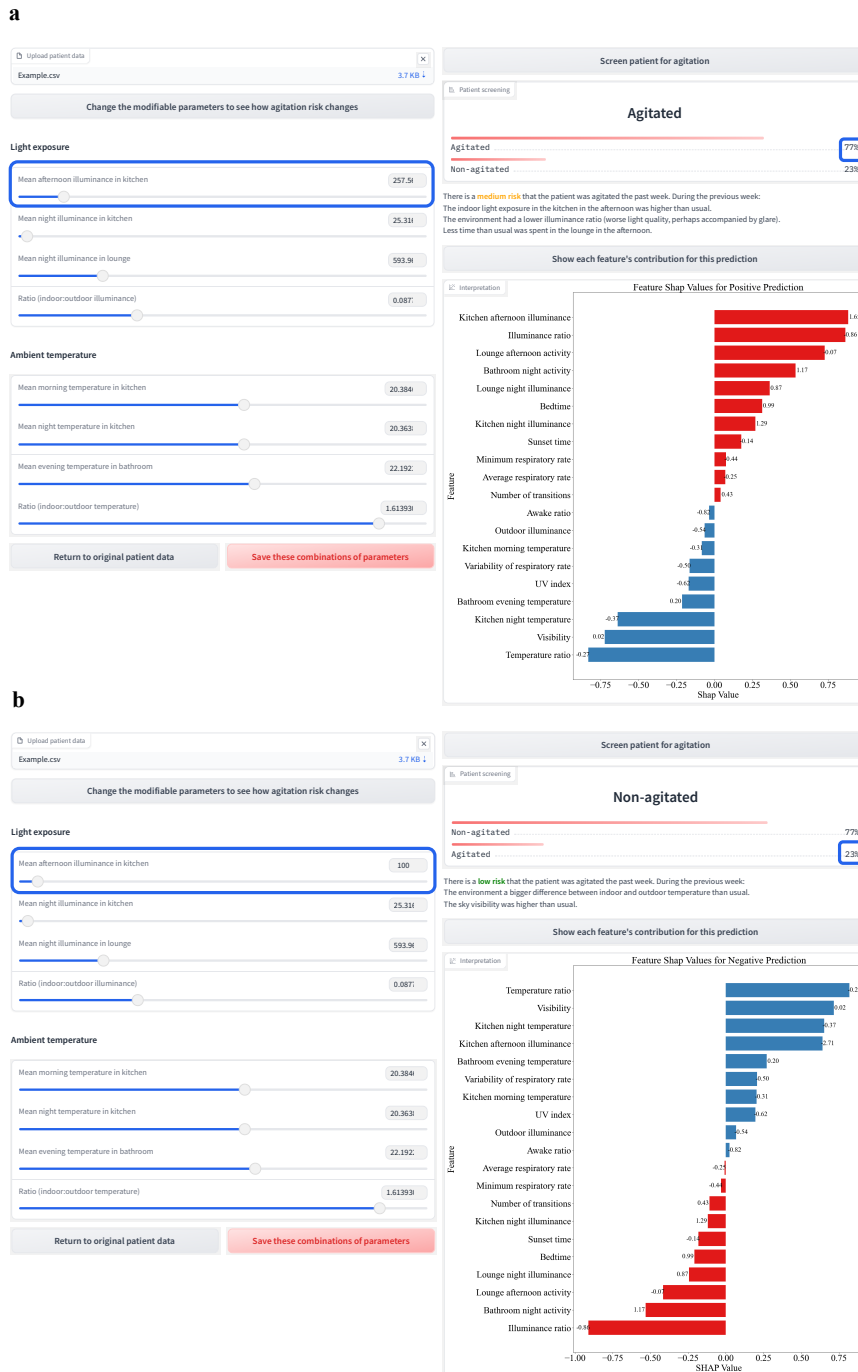 a
Upload patient data
×
Example.csv
3.7 KB ↓
Change the modifiable parameters to see how agitation risk changes
Light exposure
Mean afternoon illuminance in kitchen
257.5
Mean night illuminance in kitchen
25.31
Mean night illuminance in lounge
593.9
Ratio (indoor:outdoor illuminance)
0.087
Ambient temperature
Mean morning temperature in kitchen
20.384
Mean night temperature in kitchen
20.363
Mean evening temperature in bathroom
22.192
Ratio (indoor:outdoor temperature)
1.61393
Return to original patient data
Save these combinations of parameters
Screen patient for agitation
Patient screening
Agitated
Agitated 77%
Non-agitated 23%
There is a medium risk that the patient was agitated the past week. During the previous week:
The indoor light exposure in the kitchen in the afternoon was higher than usual.
The environment had a lower illuminance ratio (worse light quality, perhaps accompanied by glare).
Less time than usual was spent in the lounge in the afternoon.
Show each feature's contribution for this prediction
Interpretation
Feature Shap Values for Positive Prediction
Feature
Kitchen afternoon illuminance 1.6
Illuminance ratio -0.86
Lounge afternoon activity -0.07
Bathroom night activity 1.17
Lounge night illuminance 0.87
Bedtime 0.99
Kitchen night illuminance 1.29
Sunset time -0.14
Minimum respiratory rate -0.44
Average respiratory rate -0.25
Number of transitions 0.43
Awake ratio -0.82
Outdoor illuminance -0.54
Kitchen morning temperature -0.31
Variability of respiratory rate -0.50
UV index -0.62
Bathroom evening temperature 0.20
Kitchen night temperature -0.37
Visibility 0.02
Temperature ratio -0.27
−0.75 −0.50 −0.25 0.00 0.25 0.50 0.75
Shap Value
b
Upload patient data
×
Example.csv
3.7 KB ↓
Change the modifiable parameters to see how agitation risk changes
Light exposure
Mean afternoon illuminance in kitchen
100
Mean night illuminance in kitchen
25.31
Mean night illuminance in lounge
593.9
Ratio (indoor:outdoor illuminance)
0.087
Ambient temperature
Mean morning temperature in kitchen
20.384
Mean night temperature in kitchen
20.363
Mean evening temperature in bathroom
22.192
Ratio (indoor:outdoor temperature)
1.61393
Return to original patient data
Save these combinations of parameters
Screen patient for agitation
Patient screening
Non-agitated
Non-agitated 77%
Agitated 23%
There is a low risk that the patient was agitated the past week. During the previous week:
The environment a bigger difference between indoor and outdoor temperature than usual.
The sky visibility was higher than usual.
Show each feature's contribution for this prediction
Interpretation
Feature Shap Values for Negative Prediction
Feature
Temperature ratio -0.2
Visibility 0.02
Kitchen night temperature -0.37
Kitchen afternoon illuminance -2.71
Bathroom evening temperature 0.20
Variability of respiratory rate -0.50
Kitchen morning temperature -0.31
UV index -0.62
Outdoor illuminance -0.54
Awake ratio -0.82
Average respiratory rate -0.25
Minimum respiratory rate -0.44
Number of transitions 0.43
Kitchen night illuminance 1.29
Sunset time -0.14
Bedtime 0.99
Lounge night illuminance 0.87
Lounge afternoon activity -0.07
Bathroom night activity 1.17
Illuminance ratio -0.86
−1.00 −0.75 −0.50 −0.25 0.00 0.25 0.50 0.75
SHAP Value